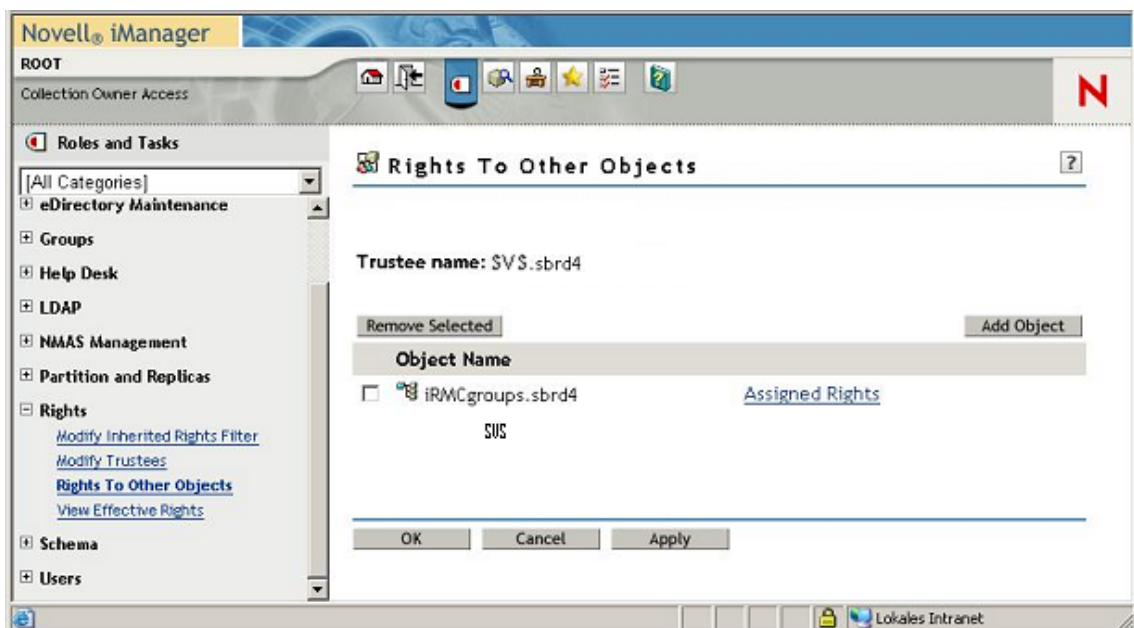 Novell® iManager
ROOT
Collection Owner Access
N
Roles and Tasks
[All Categories]
eDirectory Maintenance
Groups
Help Desk
LDAP
NMAS Management
Partition and Replicas
Rights
Modify Inherited Rights Filter
Modify Trustees
Rights To Other Objects
View Effective Rights
Schema
Users
Rights To Other Objects
?
Trustee name: SVS.sbrd4
Remove Selected
Add Object
Object Name
iRMCgroups.sbrd4
Assigned Rights
SVS
OK
Cancel
Apply
Lokales Intranet